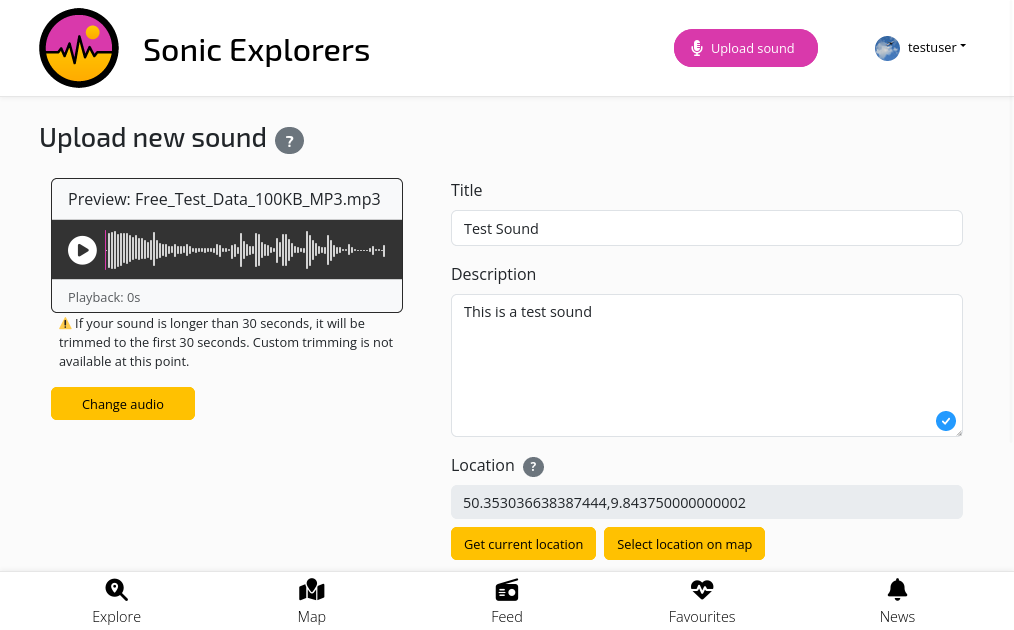 Sonic Explorers
Upload sound
testuser
Upload new sound ?
Preview: Free_Test_Data_100KB_MP3.mp3
Playback: 0s
⚠️ If your sound is longer than 30 seconds, it will be
trimmed to the first 30 seconds. Custom trimming is not
available at this point.
Change audio
Title
Test Sound
Description
This is a test sound
Location ?
50.353036638387444,9.843750000000002
Get current location
Select location on map
Explore
Map
Feed
Favourites
News